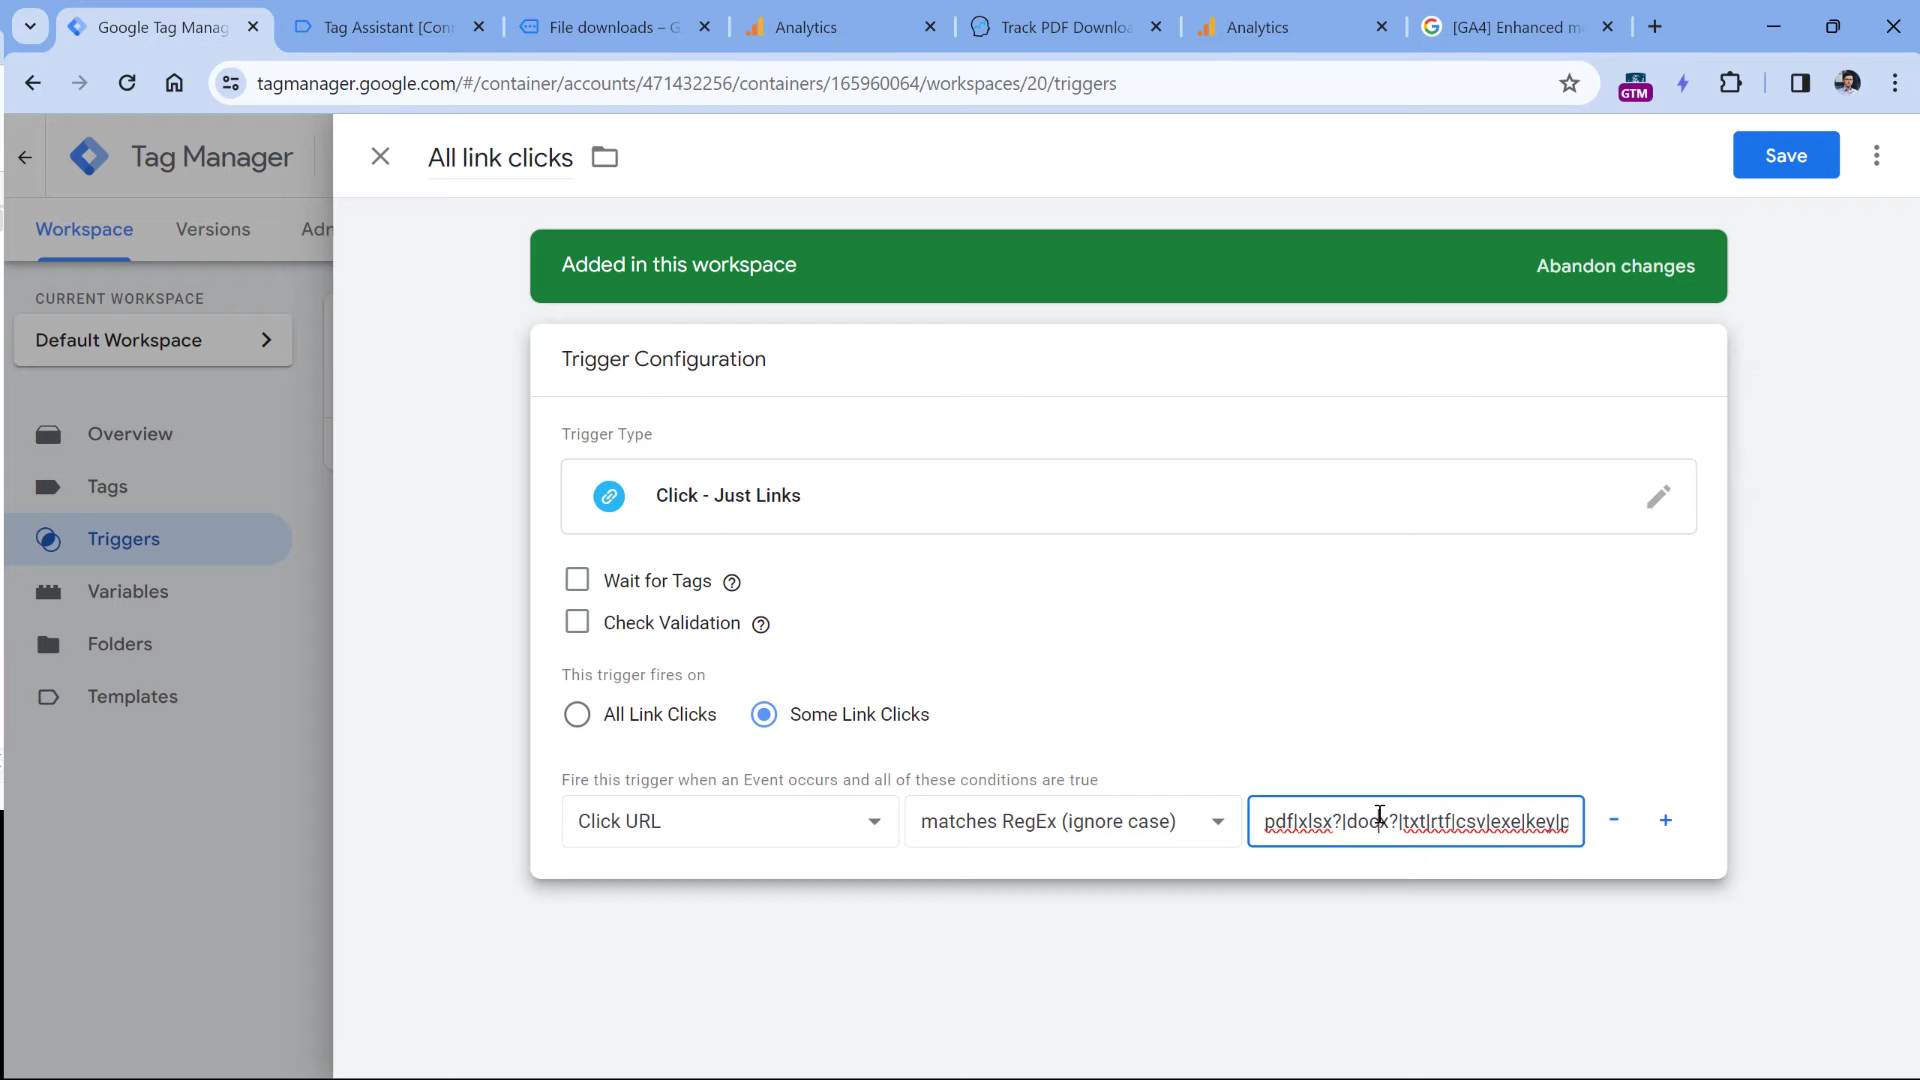 Google Tag Manag
Tag Assistant [Conn
File downloads – G
Analytics
Track PDF Downloa
Analytics
[GA4] Enhanced m
tagmanager.google.com/#/container/accounts/471432256/containers/165960064/workspaces/20/triggers
GTM
Tag Manager
All link clicks
Save
Workspace
Versions
Adr
Added in this workspace
Abandon changes
CURRENT WORKSPACE
Default Workspace
Trigger Configuration
Overview
Tags
Triggers
Variables
Folders
Templates
Trigger Type
Click - Just Links
Wait for Tags
Check Validation
This trigger fires on
All Link Clicks
Some Link Clicks
Fire this trigger when an Event occurs and all of these conditions are true
Click URL
matches RegEx (ignore case)
pdf|xlsx?|docx?|txt|rtf|csv|exe|key|p